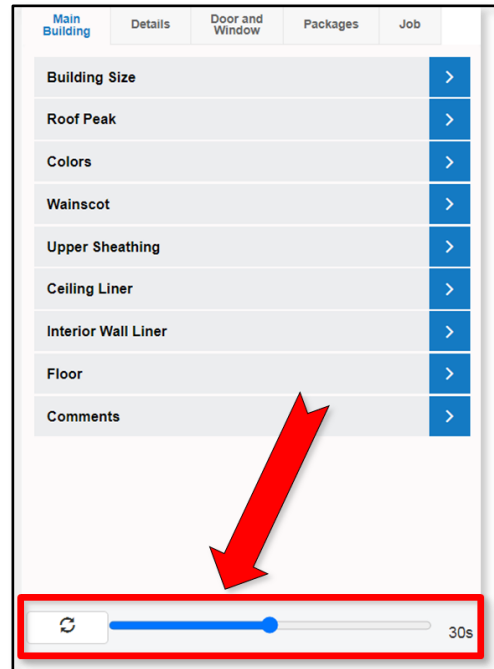 Main
Building
Details
Door and
Window
Packages
Job
Building Size
Roof Peak
Colors
Wainscot
Upper Sheathing
Ceiling Liner
Interior Wall Liner
Floor
Comments
30s